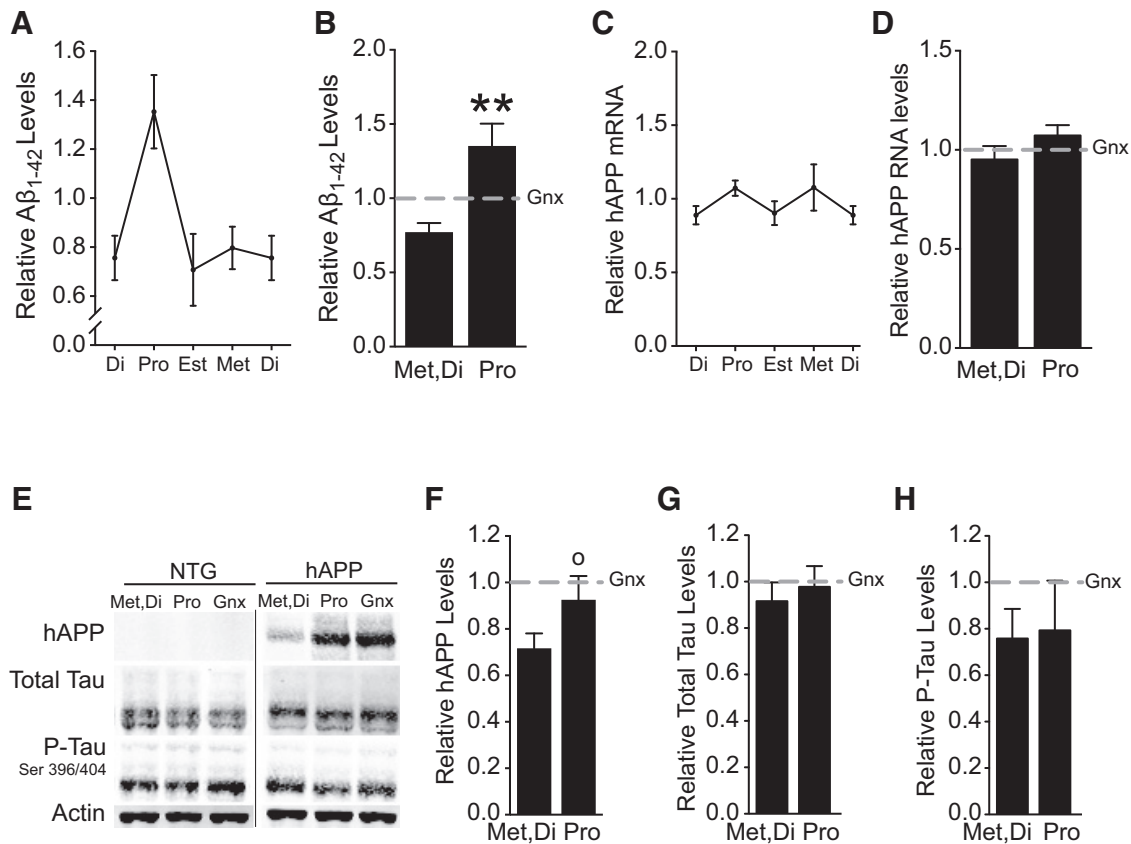 A
Relative Aβ1-42 Levels
1.6
1.4
1.2
1.0
0.8
0.6
0.0
Di Pro Est Met Di
B
Relative Aβ1-42 Levels
2.0
1.5
1.0
0.5
0.0
**
Gnx
Met,Di Pro
C
Relative hAPP mRNA
2.0
1.5
1.0
0.5
0.0
Di Pro Est Met Di
D
Relative hAPP RNA levels
1.5
1.0
0.5
0.0
Gnx
Met,Di Pro
E
NTG hAPP
Met,Di Pro Gnx Met,Di Pro Gnx
hAPP
Total Tau
P-Tau
Ser 396/404
Actin
F
Relative hAPP Levels
1.2
1.0
0.8
0.6
0.4
0.2
0.0
o
Gnx
Met,Di Pro
G
Relative Total Tau Levels
1.2
1.0
0.8
0.6
0.4
0.2
0.0
Gnx
Met,Di Pro
H
Relative P-Tau Levels
1.2
1.0
0.8
0.6
0.4
0.2
0.0
Gnx
Met,Di Pro